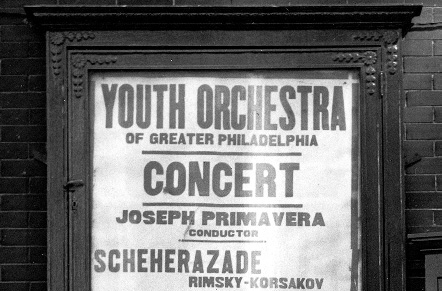 YOUTH ORCHESTRA
OF GREATER PHILADELPHIA
CONCERT
JOSEPH PRIMAVERA
CONDUCTOR
SCHEHERAZADE
RIMSKY-KORSAKOV